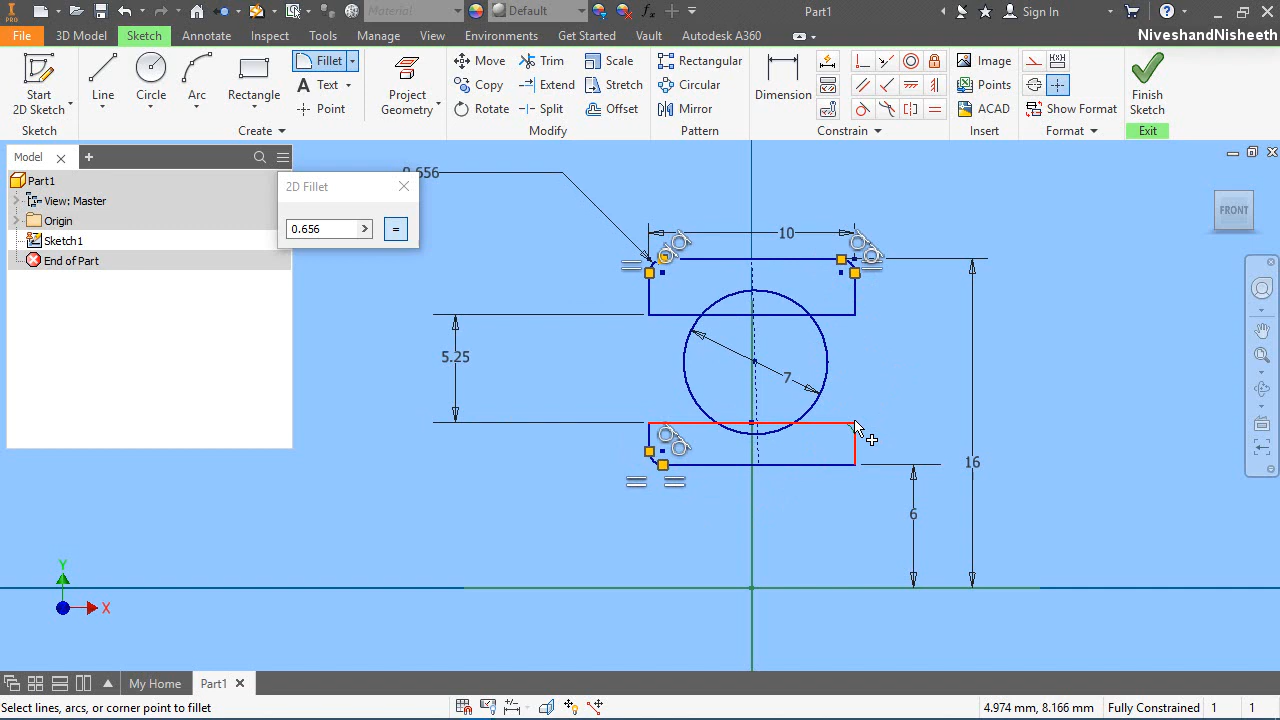 PRO
Material
Default
fx
Part1
Sign In
File
3D Model
Sketch
Annotate
Inspect
Tools
Manage
View
Environments
Get Started
Vault
Autodesk A360
NiveshandNisheeth
Start
2D Sketch
Line
Circle
Arc
Rectangle
Fillet
Text
Point
Project
Geometry
Move
Copy
Rotate
Trim
Extend
Split
Scale
Stretch
Offset
Rectangular
Circular
Mirror
Dimension
Image
Points
ACAD
Show Format
Finish
Sketch
Sketch
Create
Modify
Pattern
Constrain
Insert
Format
Exit
Model
Part1
View: Master
Origin
Sketch1
End of Part
2D Fillet
0.656
0.656
10
FRONT
5.25
7
16
6
Y
X
My Home
Part1
Select lines, arcs, or corner point to fillet
4.974 mm, 8.166 mm
Fully Constrained
1
1